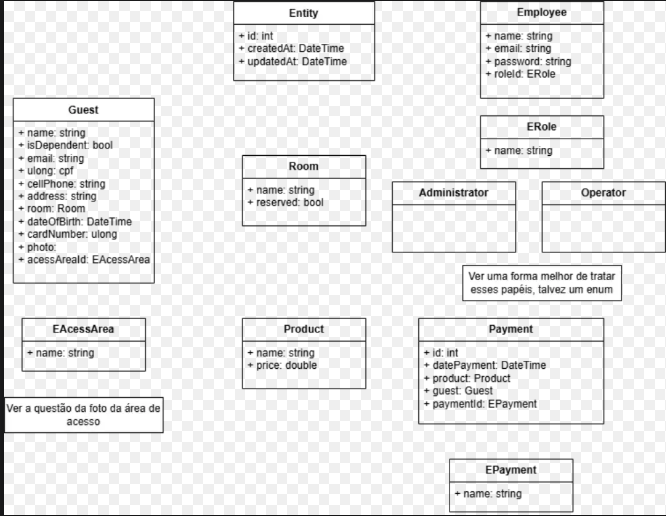 Entity
+ id: int
+ createdAt: DateTime
+ updatedAt: DateTime
Employee
+ name: string
+ email: string
+ password: string
+ roleId: ERole
Guest
+ name: string
+ isDependent: bool
+ email: string
+ ulong: cpf
+ cellPhone: string
+ address: string
+ room: Room
+ dateOfBirth: DateTime
+ cardNumber: ulong
+ photo:
+ acessAreaId: EAcessArea
ERole
+ name: string
Room
+ name: string
+ reserved: bool
Administrator
Operator
Ver uma forma melhor de tratar
esses papéis, talvez um enum
EAcessArea
+ name: string
Product
+ name: string
+ price: double
Payment
+ id: int
+ datePayment: DateTime
+ product: Product
+ guest: Guest
+ paymentId: EPayment
Ver a questão da foto da área de
acesso
EPayment
+ name: string